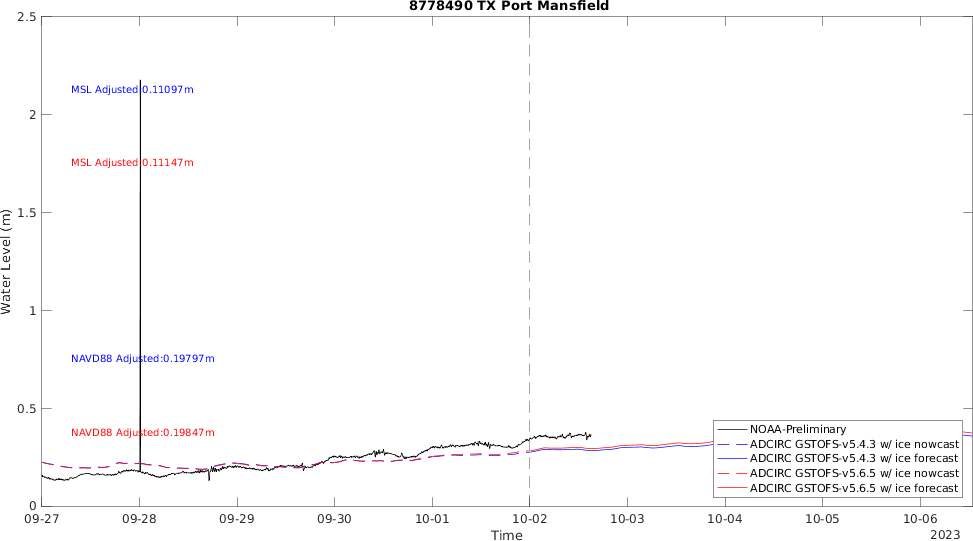 8778490 TX Port Mansfield
2.5
2
1.5
1
0.5
0
Water Level (m)
MSL Adjusted:0.11097m
MSL Adjusted:0.11147m
NAVD88 Adjusted:0.19797m
NAVD88 Adjusted:0.19847m
NOAA-Preliminary
ADCIRC GSTOFS-v5.4.3 w/ ice nowcast
ADCIRC GSTOFS-v5.4.3 w/ ice forecast
ADCIRC GSTOFS-v5.6.5 w/ ice nowcast
ADCIRC GSTOFS-v5.6.5 w/ ice forecast
09-27 09-28 09-29 09-30 10-01 10-02 10-03 10-04 10-05 10-06
Time
2023